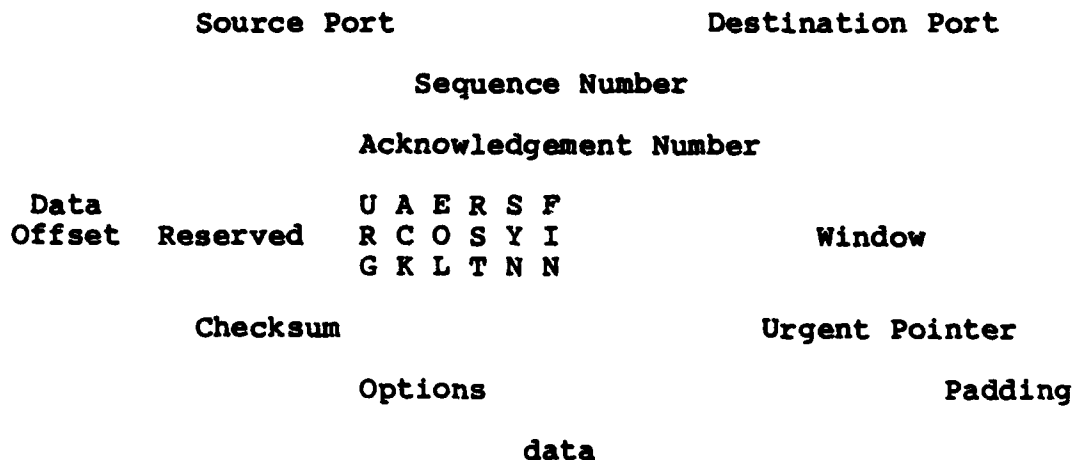 Source Port Destination Port
Sequence Number
Acknowledgement Number
Data U A E R S F
Offset Reserved R C O S Y I Window
G K L T N N
Checksum Urgent Pointer
Options Padding
data